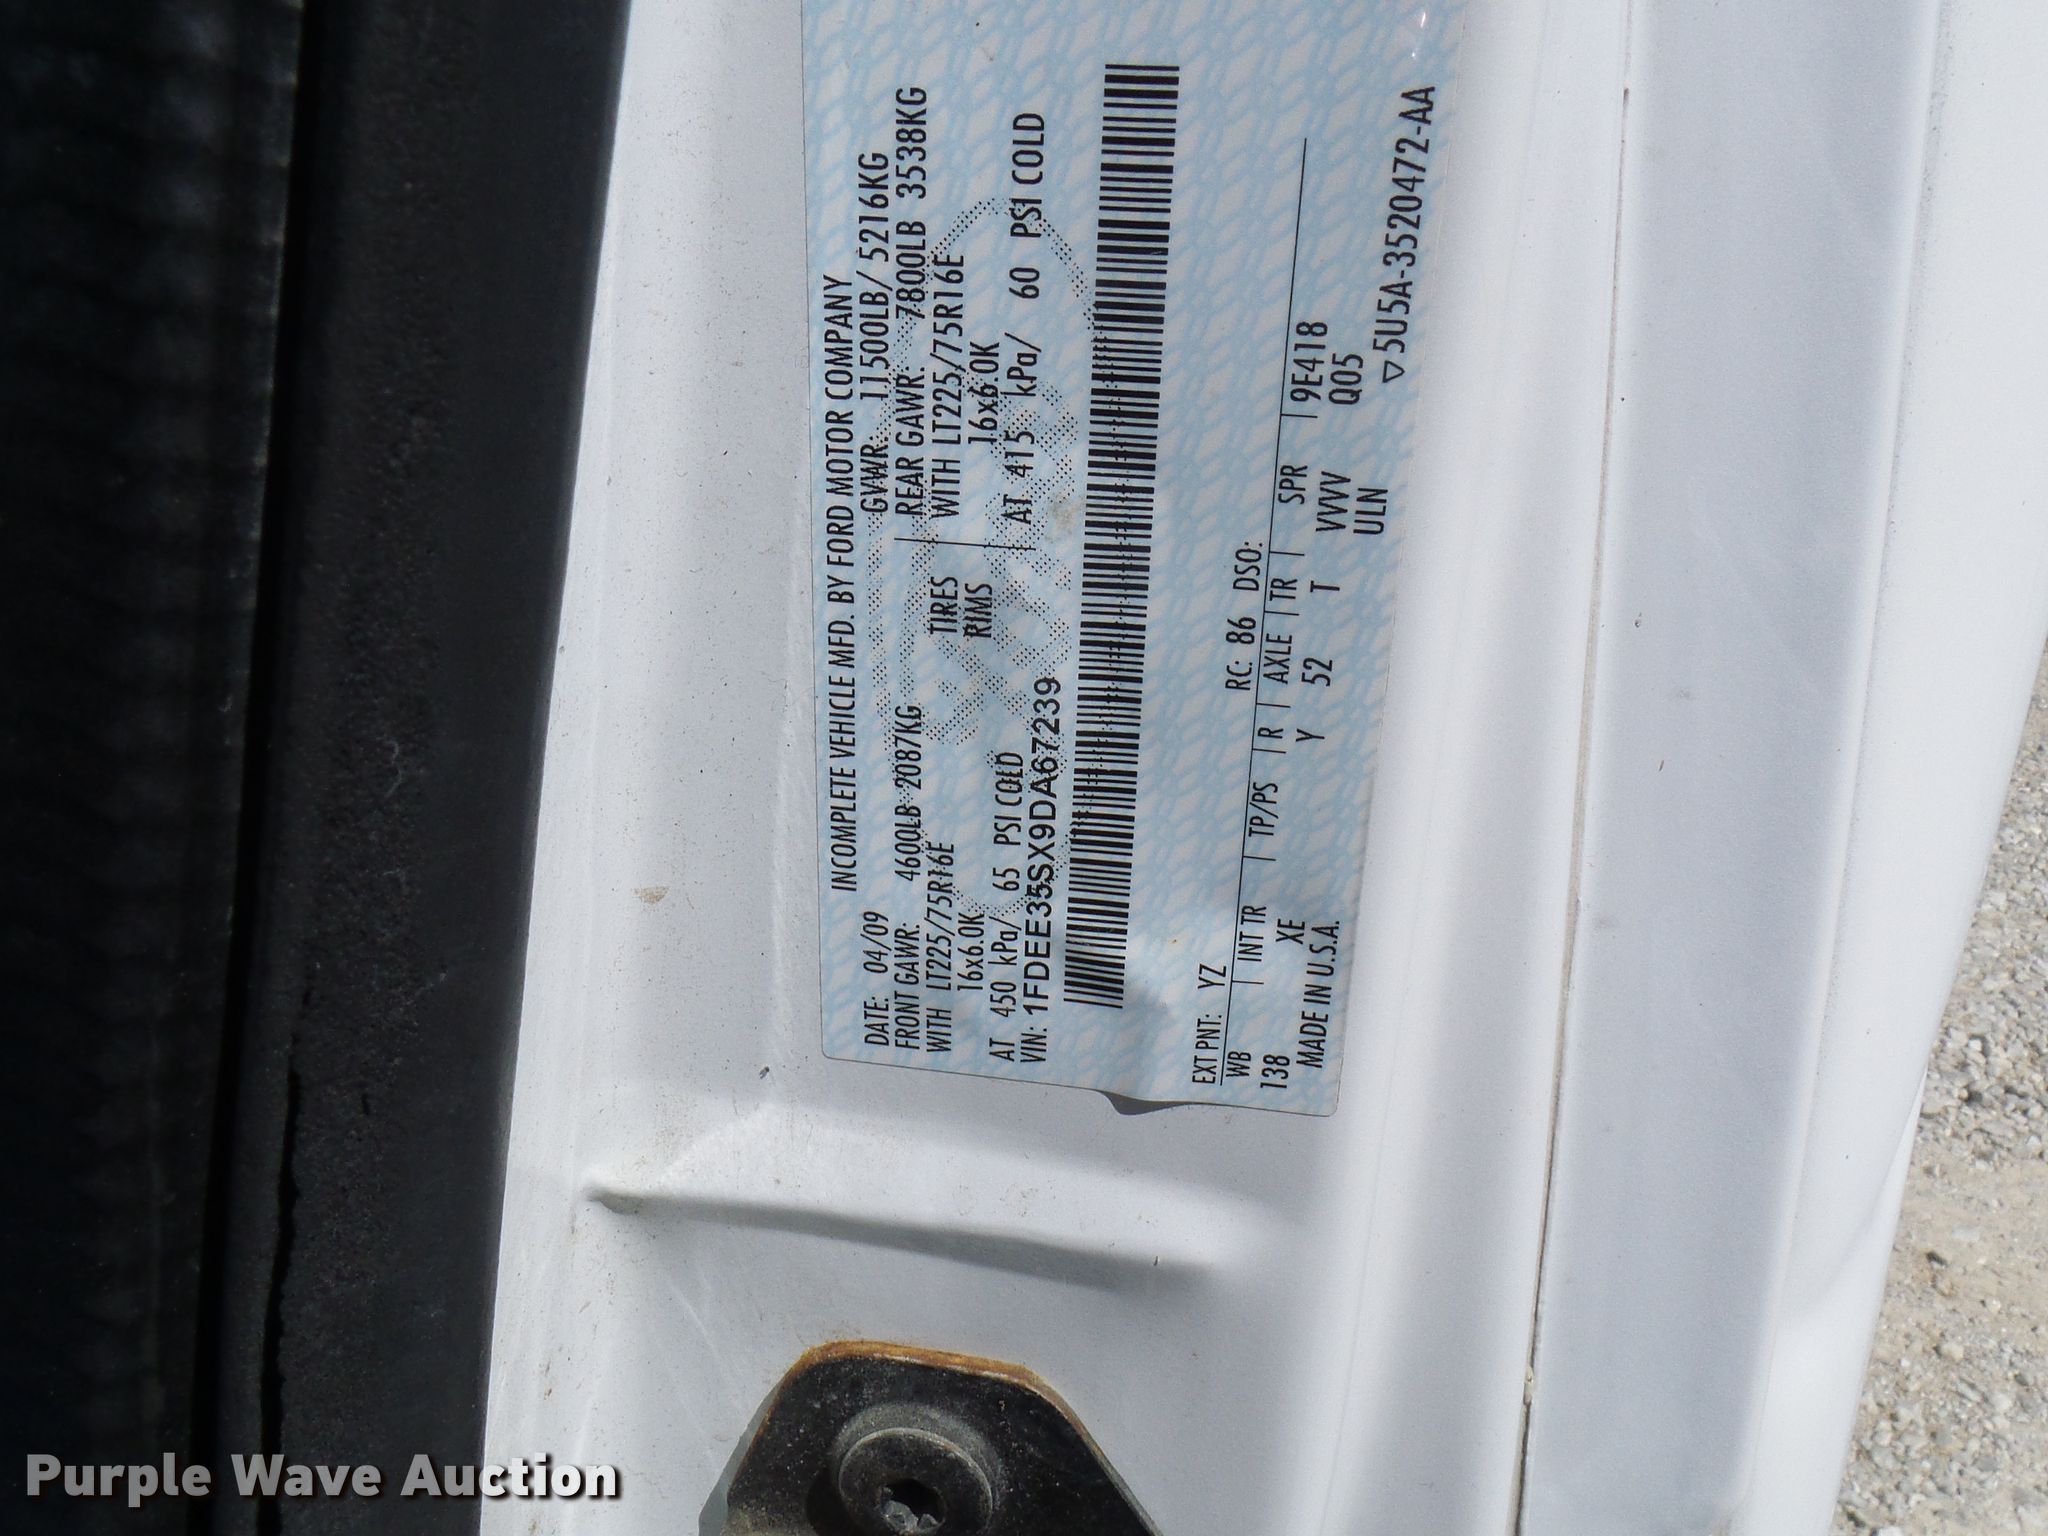 INCOMPLETE VEHICLE MFD. BY FORD MOTOR COMPANY
DATE: 04/09 GVWR: 11500LB/ 5216KG
FRONT GAWR: 4600LB 2087KG REAR GAWR: 7800LB 3538KG
WITH LT225/75R16E TIRES WITH LT225/75R16E
16x6.0K RIMS 16x6.0K
AT 450 kPa/ 65 PSI COLD AT 415 kPa/ 60 PSI COLD
VIN: 1FDEE35SX9DA67239
EXT PNT: YZ RC: 86 DSO:
WB INT TR TP/PS R AXLE TR SPR 9E418
138 XE Y 52 T VVVV Q05
MADE IN U.S.A. ULN
▽5U5A-3520472-AA
Purple Wave Auction